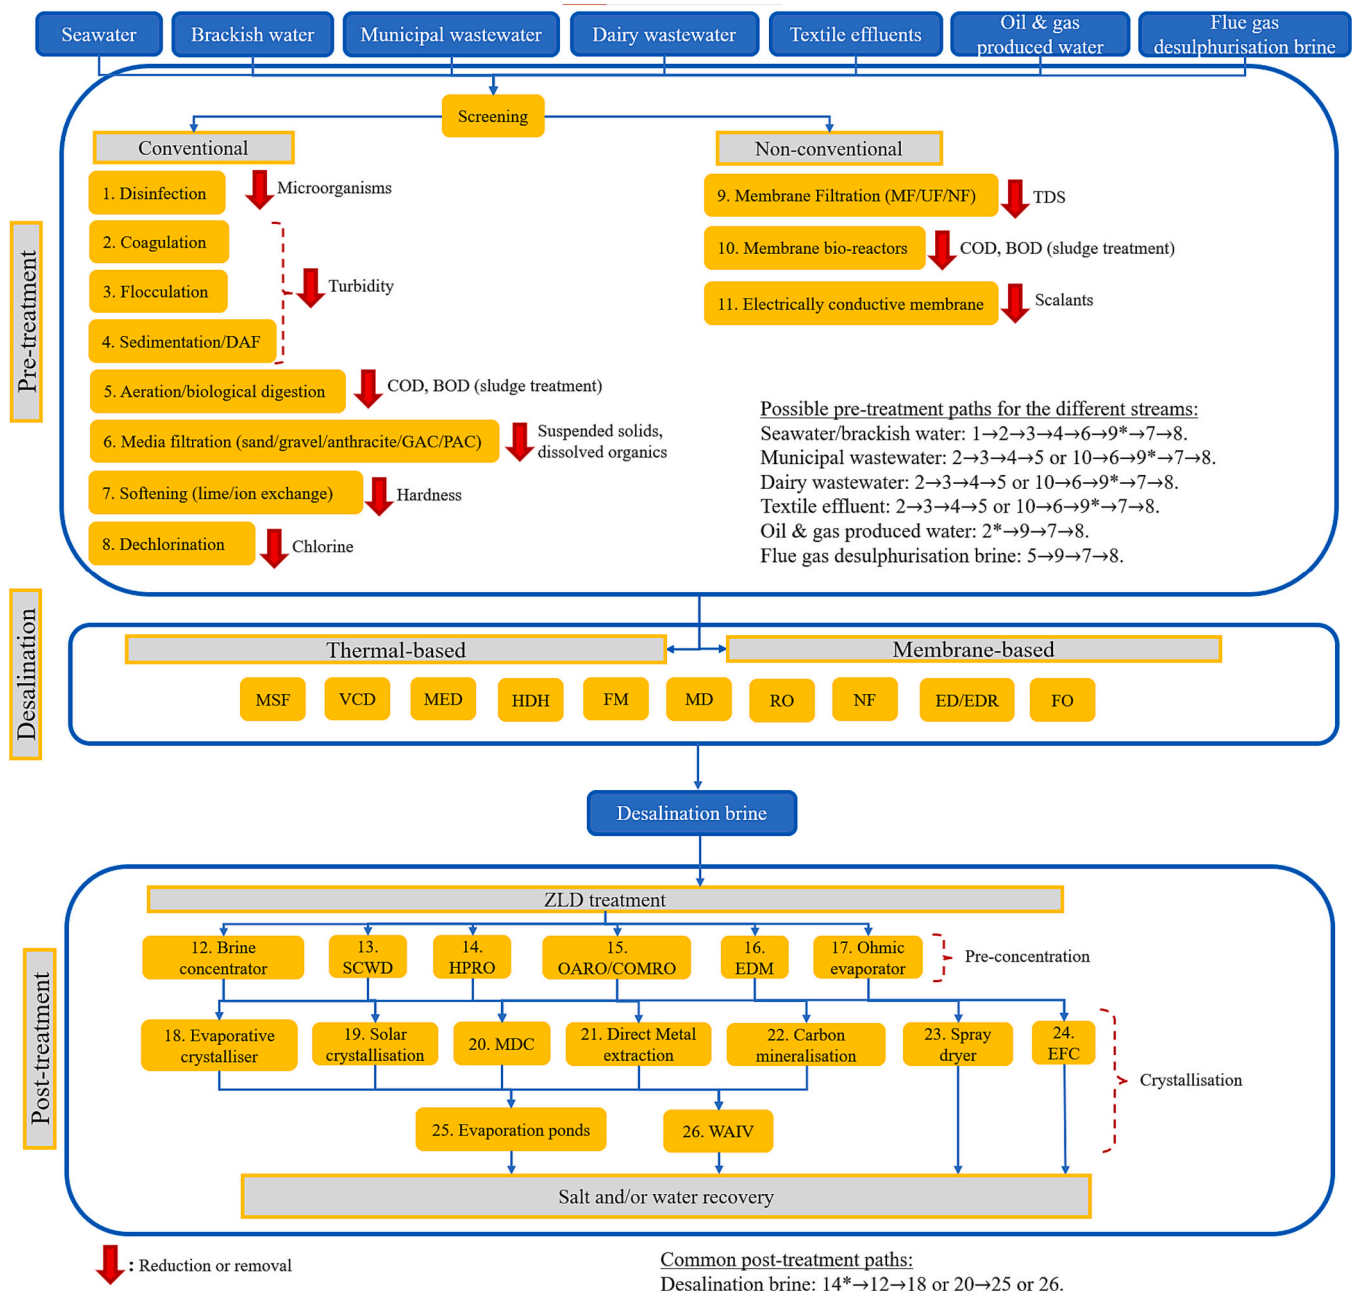 Seawater
Brackish water
Municipal wastewater
Dairy wastewater
Textile effluents
Oil & gas
produced water
Flue gas
desulphurisation brine
Pre-treatment
Screening
Conventional
1. Disinfection
Microorganisms
2. Coagulation
3. Flocculation
Turbidity
4. Sedimentation/DAF
5. Aeration/biological digestion
COD, BOD (sludge treatment)
6. Media filtration (sand/gravel/anthracite/GAC/PAC)
Suspended solids,
dissolved organics
7. Softening (lime/ion exchange)
Hardness
8. Dechlorination
Chlorine
Non-conventional
9. Membrane Filtration (MF/UF/NF)
TDS
10. Membrane bio-reactors
COD, BOD (sludge treatment)
11. Electrically conductive membrane
Scalants
Possible pre-treatment paths for the different streams:
Seawater/brackish water: 1→2→3→4→6→9*→7→8.
Municipal wastewater: 2→3→4→5 or 10→6→9*→7→8.
Dairy wastewater: 2→3→4→5 or 10→6→9*→7→8.
Textile effluent: 2→3→4→5 or 10→6→9*→7→8.
Oil & gas produced water: 2*→9→7→8.
Flue gas desulphurisation brine: 5→9→7→8.
Desalination
Thermal-based
Membrane-based
MSF
VCD
MED
HDH
FM
MD
RO
NF
ED/EDR
FO
Desalination brine
Post-treatment
ZLD treatment
12. Brine
concentrator
13.
SCWD
14.
HPRO
15.
OARO/COMRO
16.
EDM
17. Ohmic
evaporator
Pre-concentration
18. Evaporative
crystalliser
19. Solar
crystallisation
20. MDC
21. Direct Metal
extraction
22. Carbon
mineralisation
23. Spray
dryer
24.
EFC
Crystallisation
25. Evaporation ponds
26. WAIV
Salt and/or water recovery
: Reduction or removal
Common post-treatment paths:
Desalination brine: 14*→12→18 or 20→25 or 26.